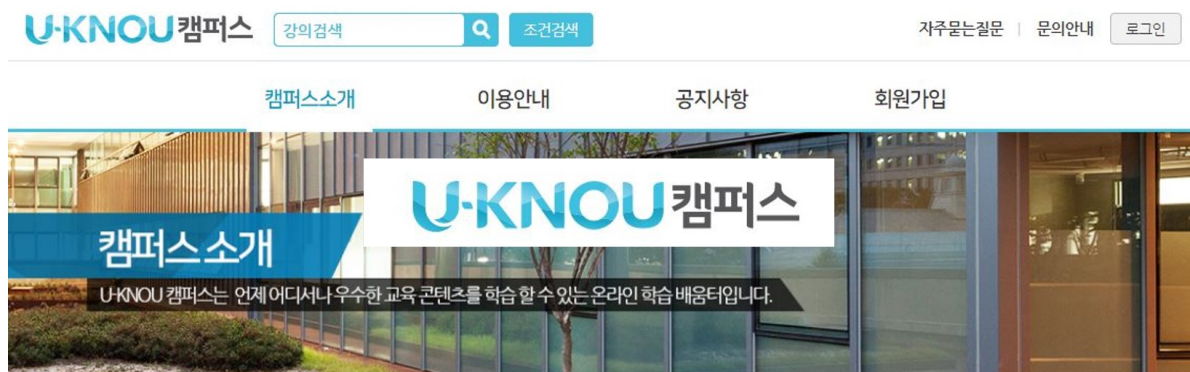 U·KNOU캠퍼스 강의검색 조건검색 자주묻는질문 문의안내 로그인
캠퍼스소개 이용안내 공지사항 회원가입
U·KNOU캠퍼스
캠퍼스 소개
U-KNOU 캠퍼스는 언제 어디서나 우수한 교육 콘텐츠를 학습 할 수 있는 온라인 학습 배움터입니다.